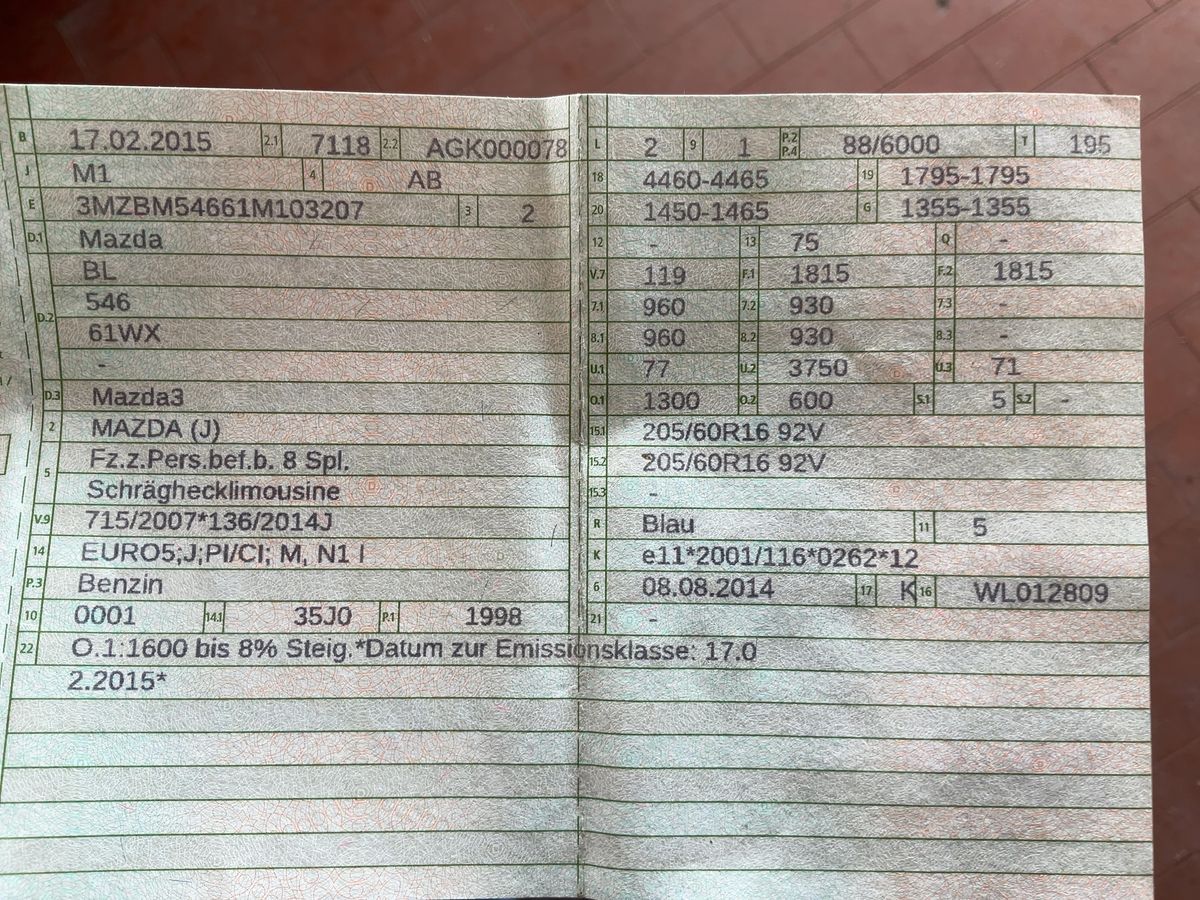 B 17.02.2015 2.1 7118 2.2 AGK000078
J M1 4 AB
E 3MZBM54661M103207 3 2
D.1 Mazda
D.2 BL
546
61WX
-
D.3 Mazda3
2 MAZDA (J)
5 Fz.z.Pers.bef.b. 8 Spl.
Schräghecklimousine
V.9 715/2007*136/2014J
14 EURO5;J;PI/CI; M, N1 I
P.3 Benzin
10 0001 14.1 35J0 P.1 1998
L 2 9 1 P.2 P.4 88/6000 T 195
18 4460-4465 19 1795-1795
20 1450-1465 G 1355-1355
12 - 13 75 Q -
V.7 119 F.1 1815 F.2 1815
7.1 960 7.2 930 7.3 -
8.1 960 8.2 930 8.3 -
U.1 77 U.2 3750 U.3 71
O.1 1300 O.2 600 S.1 5 S.2 -
15.1 205/60R16 92V
15.2 205/60R16 92V
15.3 -
R Blau 11 5
K e11*2001/116*0262*12
6 08.08.2014 17 K 16 WL012809
21 -
22 O.1:1600 bis 8% Steig.*Datum zur Emissionsklasse: 17.0
2.2015*